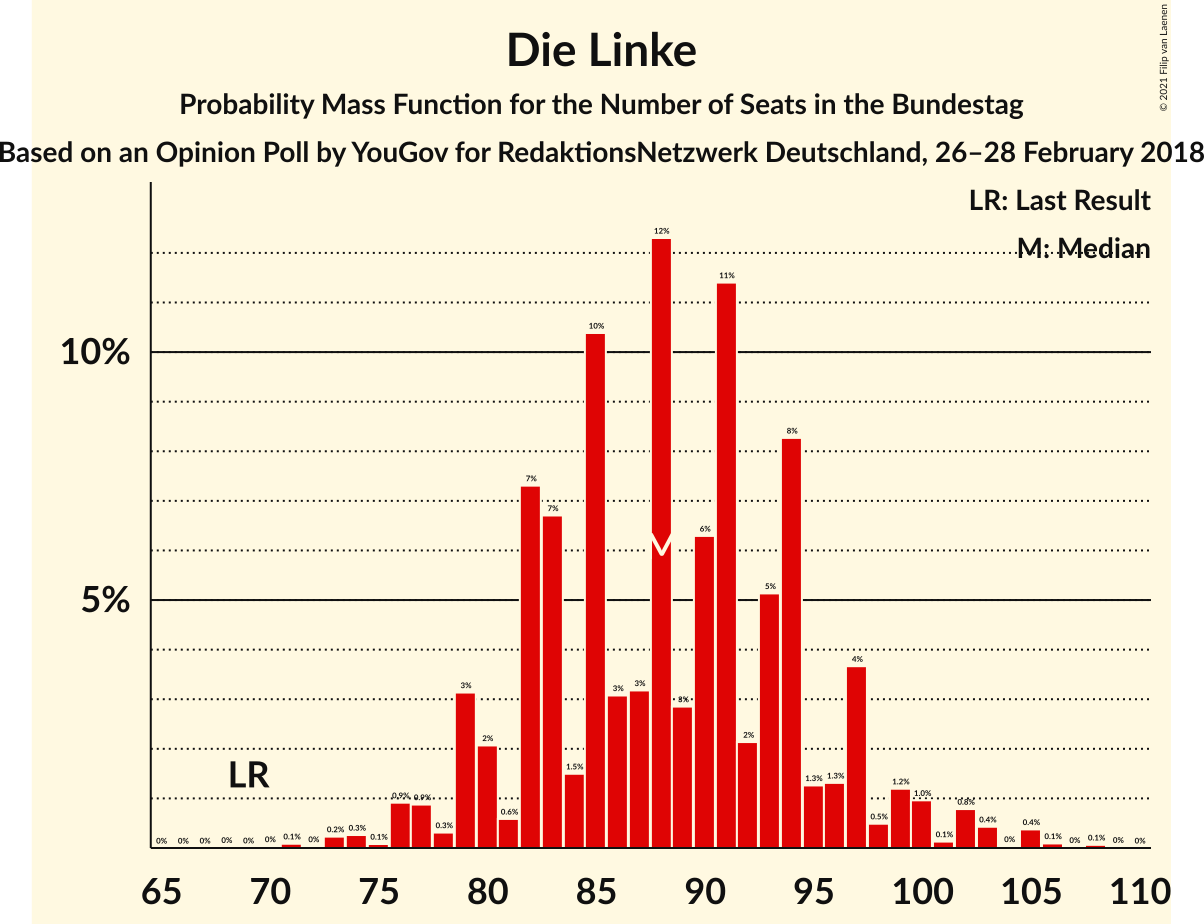 Die Linke
Probability Mass Function for the Number of Seats in the Bundestag
Based on an Opinion Poll by YouGov for RedaktionsNetzwerk Deutschland, 26–28 February 2018
© 2021 Filip van Laenen
LR: Last Result
M: Median
10%
5%
LR
M
0% 0% 0% 0% 0% 0% 0.1% 0% 0.2% 0.3% 0.1% 0.9% 0.9% 0.3% 3% 2% 0.6% 7% 7% 1.5% 10% 3% 3% 12% 3% 6% 11% 2% 5% 8% 1.3% 1.3% 4% 0.5% 1.2% 1.0% 0.1% 0.8% 0.4% 0% 0.4% 0.1% 0% 0.1% 0% 0%
65 70 75 80 85 90 95 100 105 110